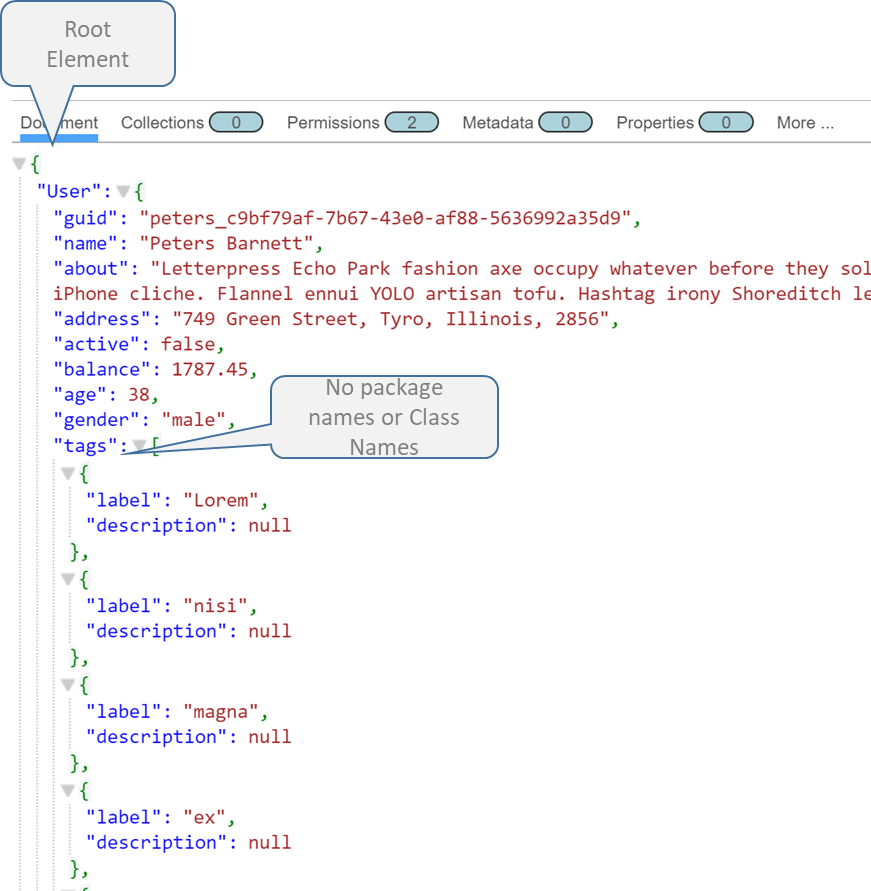 Root
Element
Document Collections 0 Permissions 2 Metadata 0 Properties 0 More ...
{
"User": {
"guid": "peters_c9bf79af-7b67-43e0-af88-5636992a35d9",
"name": "Peters Barnett",
"about": "Letterpress Echo Park fashion axe occupy whatever before they sol
iPhone cliche. Flannel ennui YOLO artisan tofu. Hashtag irony Shoreditch le
"address": "749 Green Street, Tyro, Illinois, 2856",
"active": false,
"balance": 1787.45,
"age": 38,
"gender": "male",
No package
names or Class
Names
"tags": [
{
"label": "Lorem",
"description": null
},
{
"label": "nisi",
"description": null
},
{
"label": "magna",
"description": null
},
{
"label": "ex",
"description": null
},
{